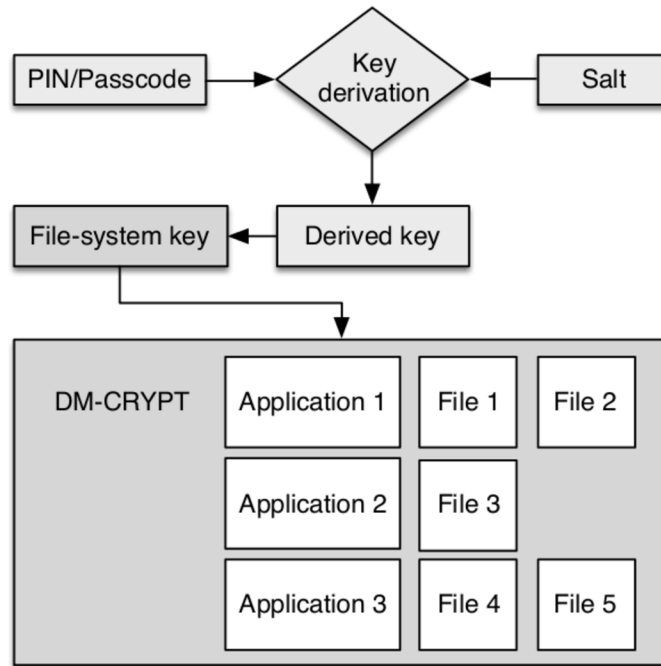 PIN/Passcode
Key
derivation
Salt
File-system key
Derived key
DM-CRYPT
Application 1
File 1
File 2
Application 2
File 3
Application 3
File 4
File 5